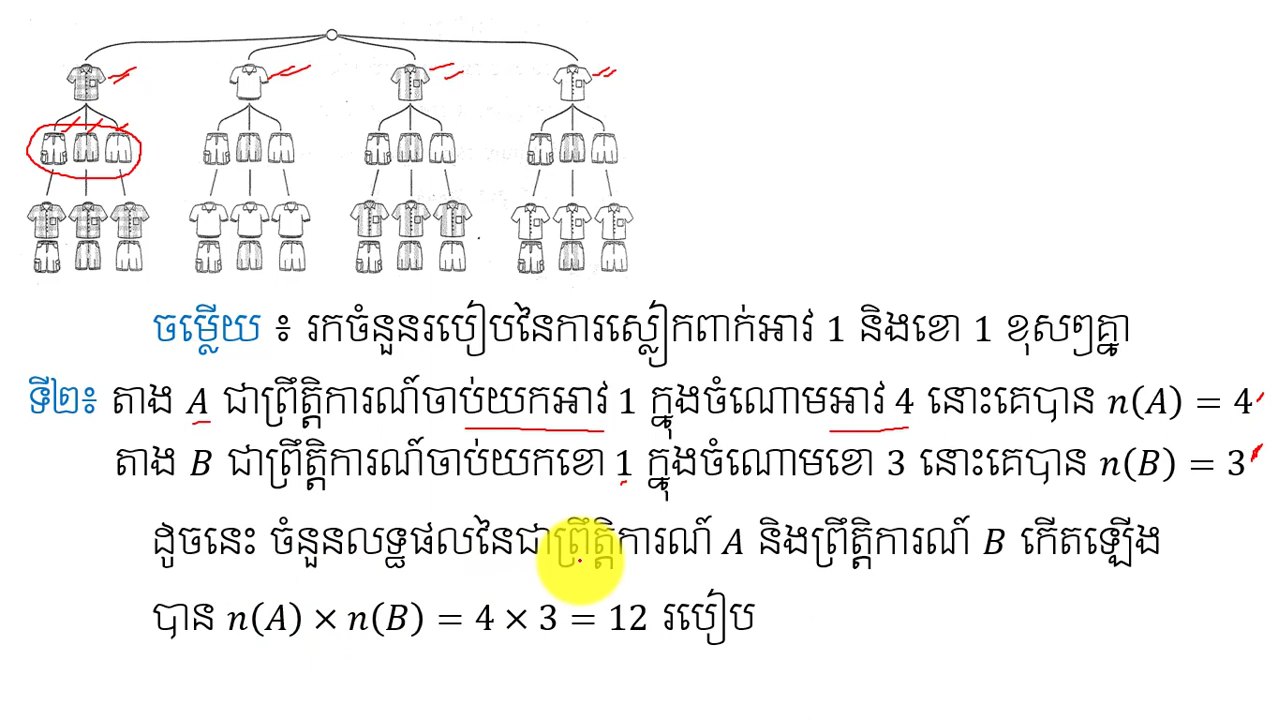 ចម្លើយ ៖ រកចំនួនរបៀបនៃការស្លៀកពាក់អាវ 1 និងខោ 1 ខុសៗគ្នា
ទី២៖ តាង A ជាព្រឹត្តិការណ៍ចាប់យកអាវ 1 ក្នុងចំណោមអាវ 4 នោះគេបាន n(A) = 4
តាង B ជាព្រឹត្តិការណ៍ចាប់យកខោ 1 ក្នុងចំណោមខោ 3 នោះគេបាន n(B) = 3
ដូចនេះ ចំនួនលទ្ធផលនៃជាព្រឹត្តិការណ៍ A និងព្រឹត្តិការណ៍ B កើតឡើង
បាន n(A) × n(B) = 4 × 3 = 12 របៀប